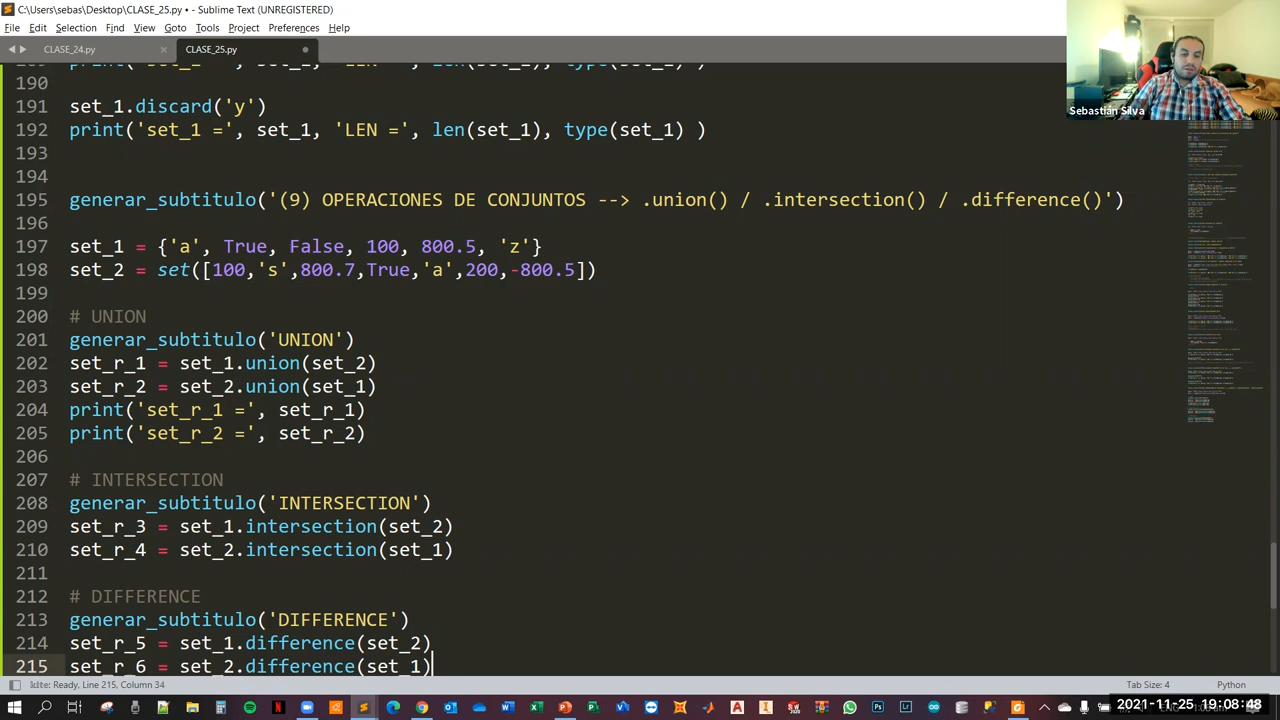 C:\Users\sebas\Desktop\CLASE_25.py • - Sublime Text (UNREGISTERED)
File Edit Selection Find View Goto Tools Project Preferences Help
CLASE_24.py CLASE_25.py
Sebastián Silva
190
191 set_1.discard('y')
192 print('set_1 =', set_1, 'LEN =', len(set_1), type(set_1) )
193
194
195 generar_subtitulo('(9) OPERACIONES DE CONJUNTOS --> .union() / .intersection() / .difference()')
196
197 set_1 = {'a', True, False, 100, 800.5, 'z'}
198 set_2 = set([100,'s',800.7,True,'a',200,-800.5])
199
200 # UNION
201 generar_subtitulo('UNION')
202 set_r_1 = set_1.union(set_2)
203 set_r_2 = set_2.union(set_1)
204 print('set_r_1 =', set_r_1)
205 print('set_r_2 =', set_r_2)
206
207 # INTERSECTION
208 generar_subtitulo('INTERSECTION')
209 set_r_3 = set_1.intersection(set_2)
210 set_r_4 = set_2.intersection(set_1)
211
212 # DIFFERENCE
213 generar_subtitulo('DIFFERENCE')
214 set_r_5 = set_1.difference(set_2)
215 set_r_6 = set_2.difference(set_1)
Ready, Line 215, Column 34 Tab Size: 4 Python
2021-11-25 19:08:48